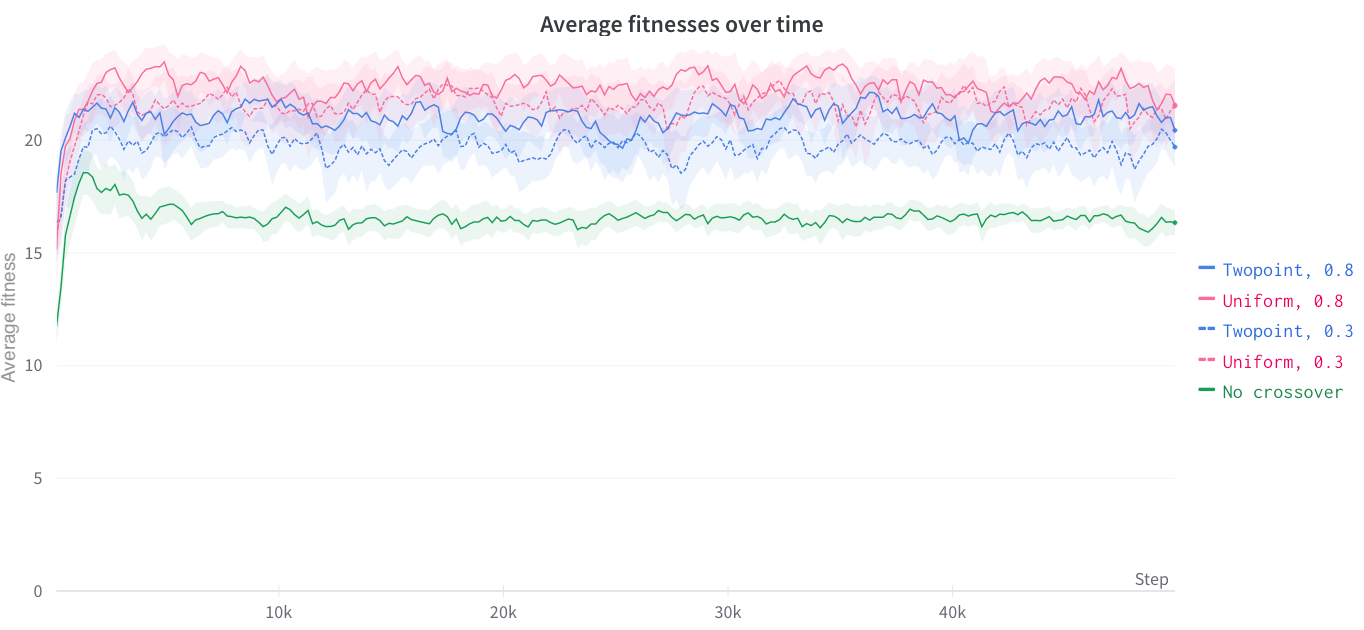 Average fitnesses over time
Average fitness
20
15
10
5
0
10k
20k
30k
40k
Step
Twopoint, 0.8
Uniform, 0.8
Twopoint, 0.3
Uniform, 0.3
No crossover